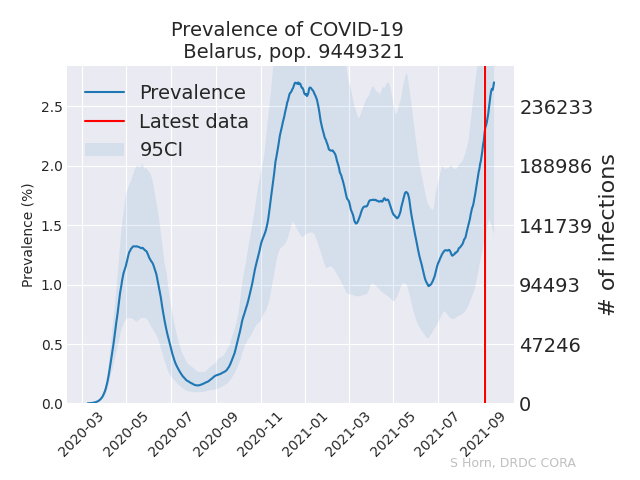 Prevalence of COVID-19
Belarus, pop. 9449321
Prevalence
Latest data
95CI
Prevalence (%)
2.5
2.0
1.5
1.0
0.5
0.0
236233
188986
141739
94493
47246
0
# of infections
2020-03
2020-05
2020-07
2020-09
2020-11
2021-01
2021-03
2021-05
2021-07
2021-09
S Horn, DRDC CORA